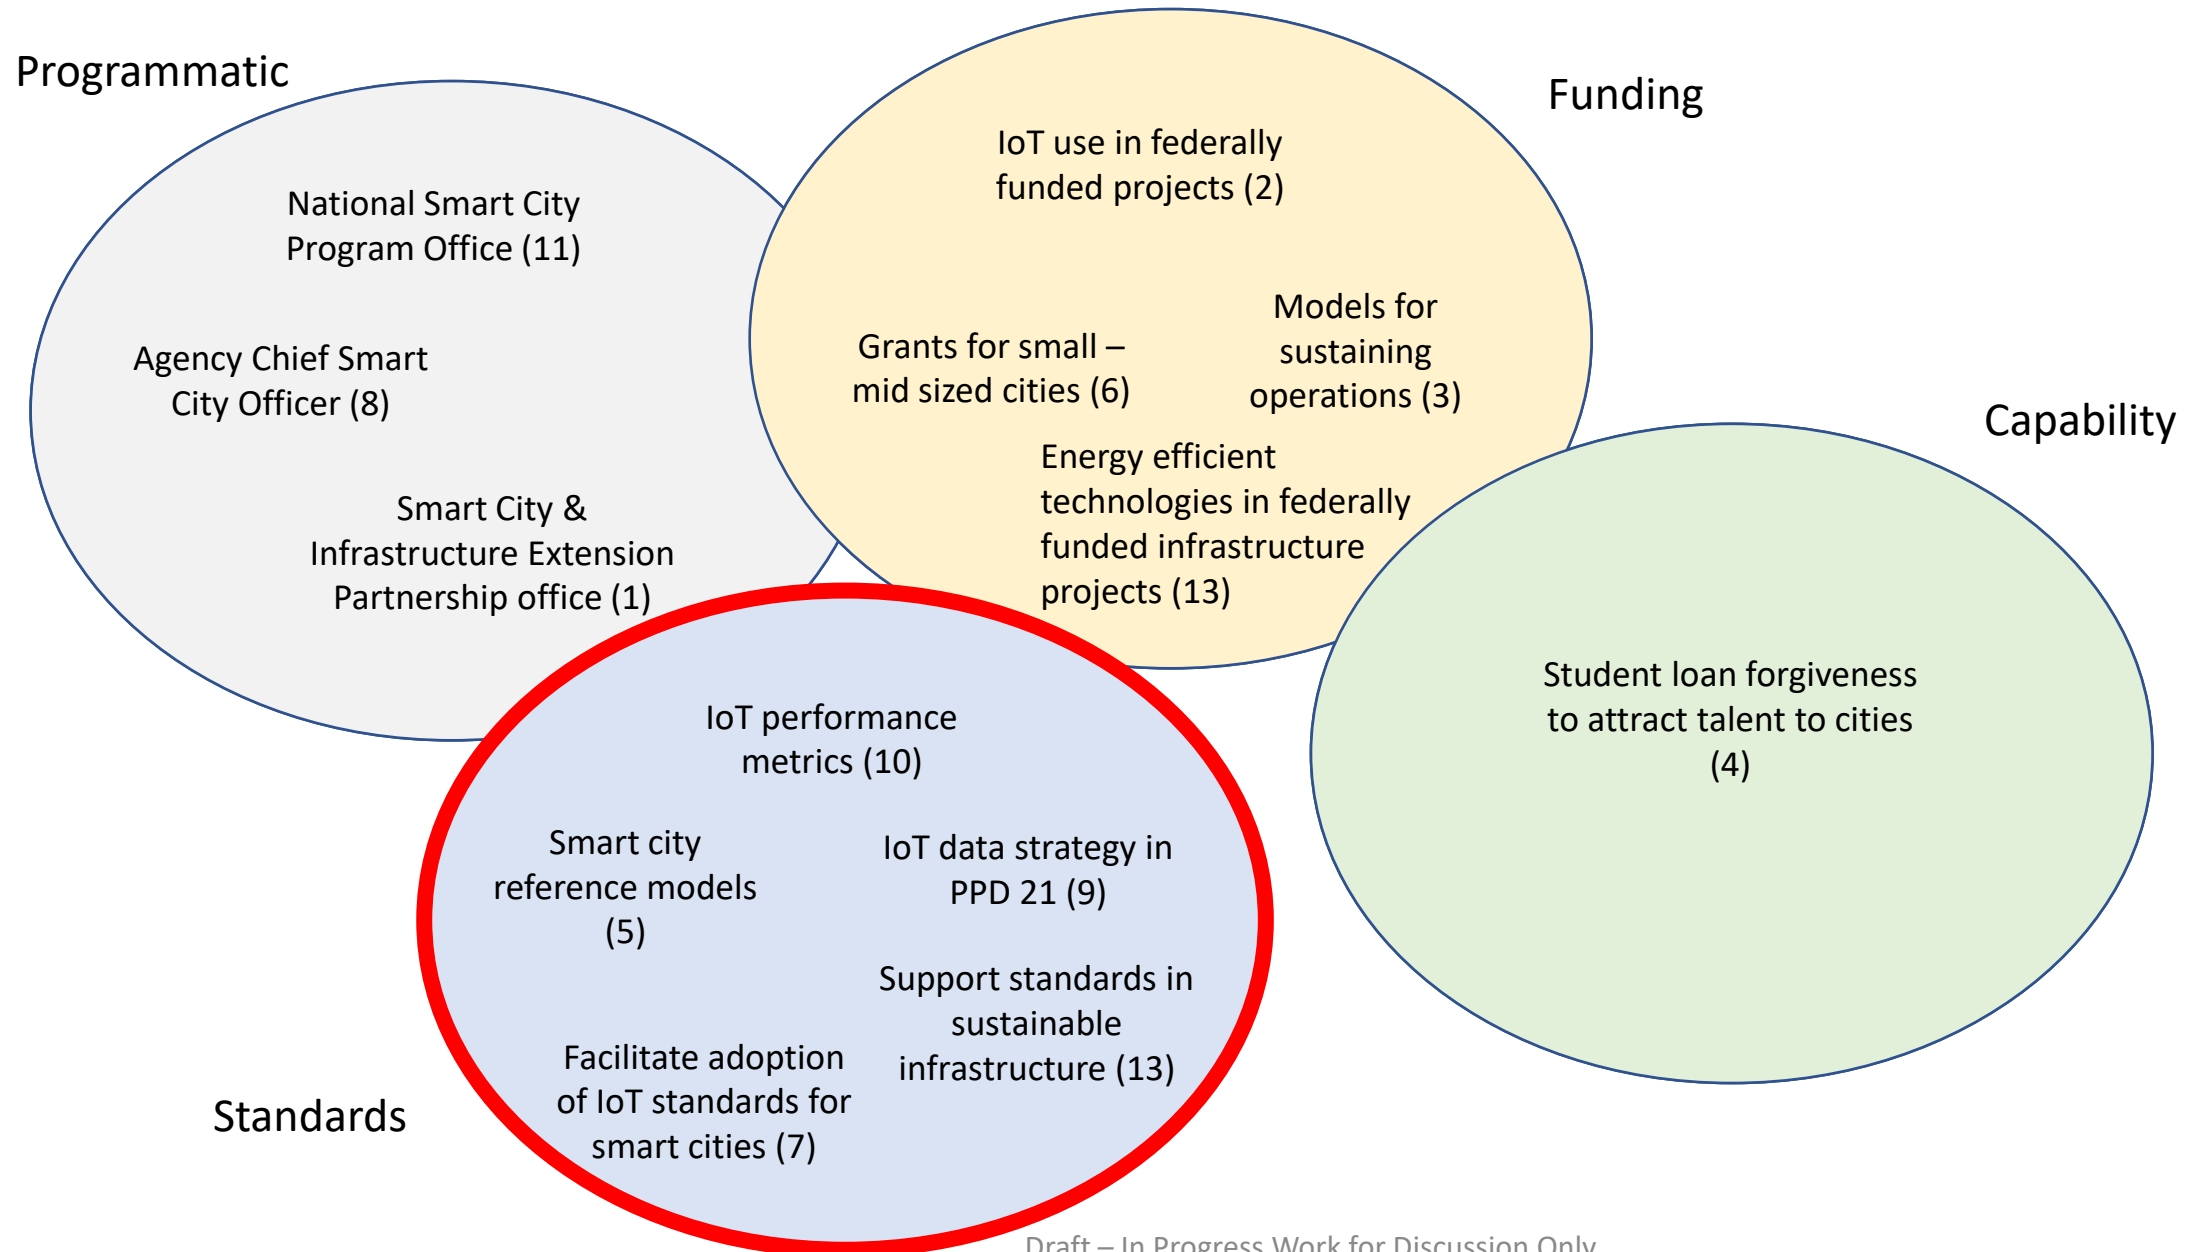 Programmatic
National Smart City
Program Office (11)
Agency Chief Smart
City Officer (8)
Smart City &
Infrastructure Extension
Partnership office (1)
Funding
IoT use in federally
funded projects (2)
Grants for small –
mid sized cities (6)
Models for
sustaining
operations (3)
Energy efficient
technologies in federally
funded infrastructure
projects (13)
Capability
Student loan forgiveness
to attract talent to cities
(4)
Standards
IoT performance
metrics (10)
Smart city
reference models
(5)
IoT data strategy in
PPD 21 (9)
Support standards in
sustainable
infrastructure (13)
Facilitate adoption
of IoT standards for
smart cities (7)
Draft – In Progress Work for Discussion Only